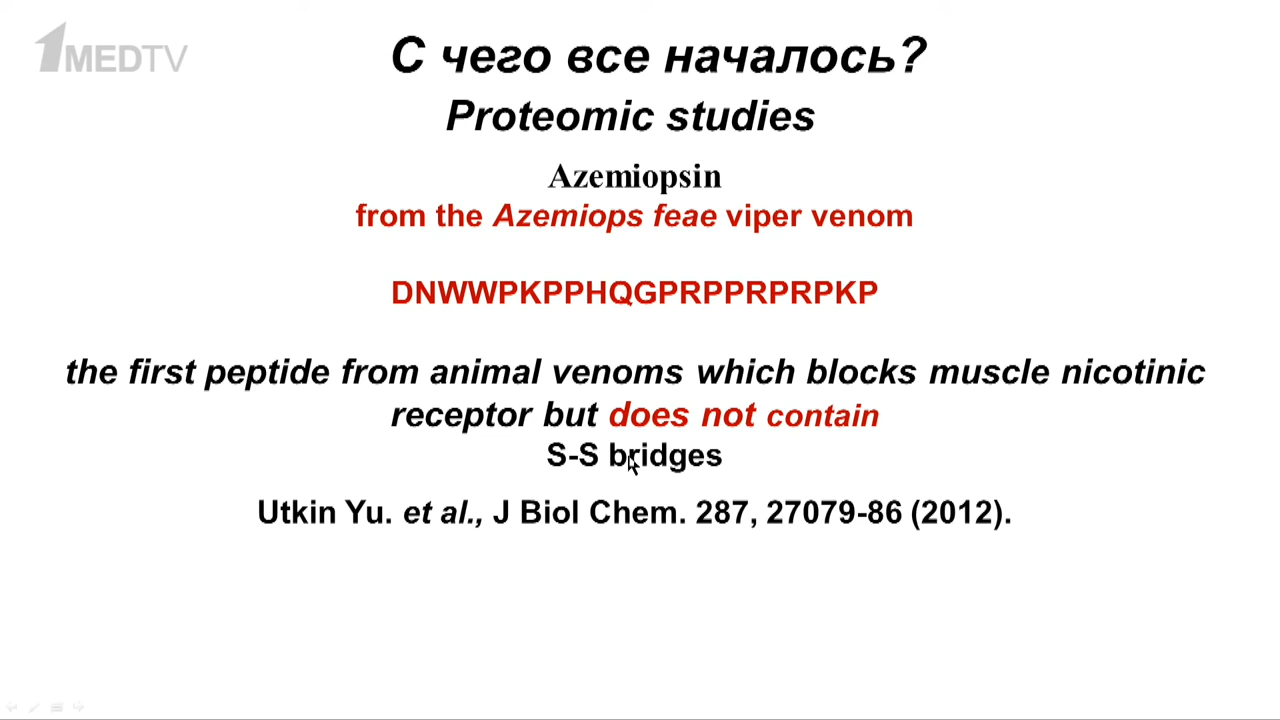 1MEDTV
С чего все началось?
Proteomic studies
Azemiopsin
from the Azemiops feae viper venom
DNWWPKPPHQGPRPPRPRPKP
the first peptide from animal venoms which blocks muscle nicotinic
receptor but does not contain
S-S bridges
Utkin Yu. et al., J Biol Chem. 287, 27079-86 (2012).